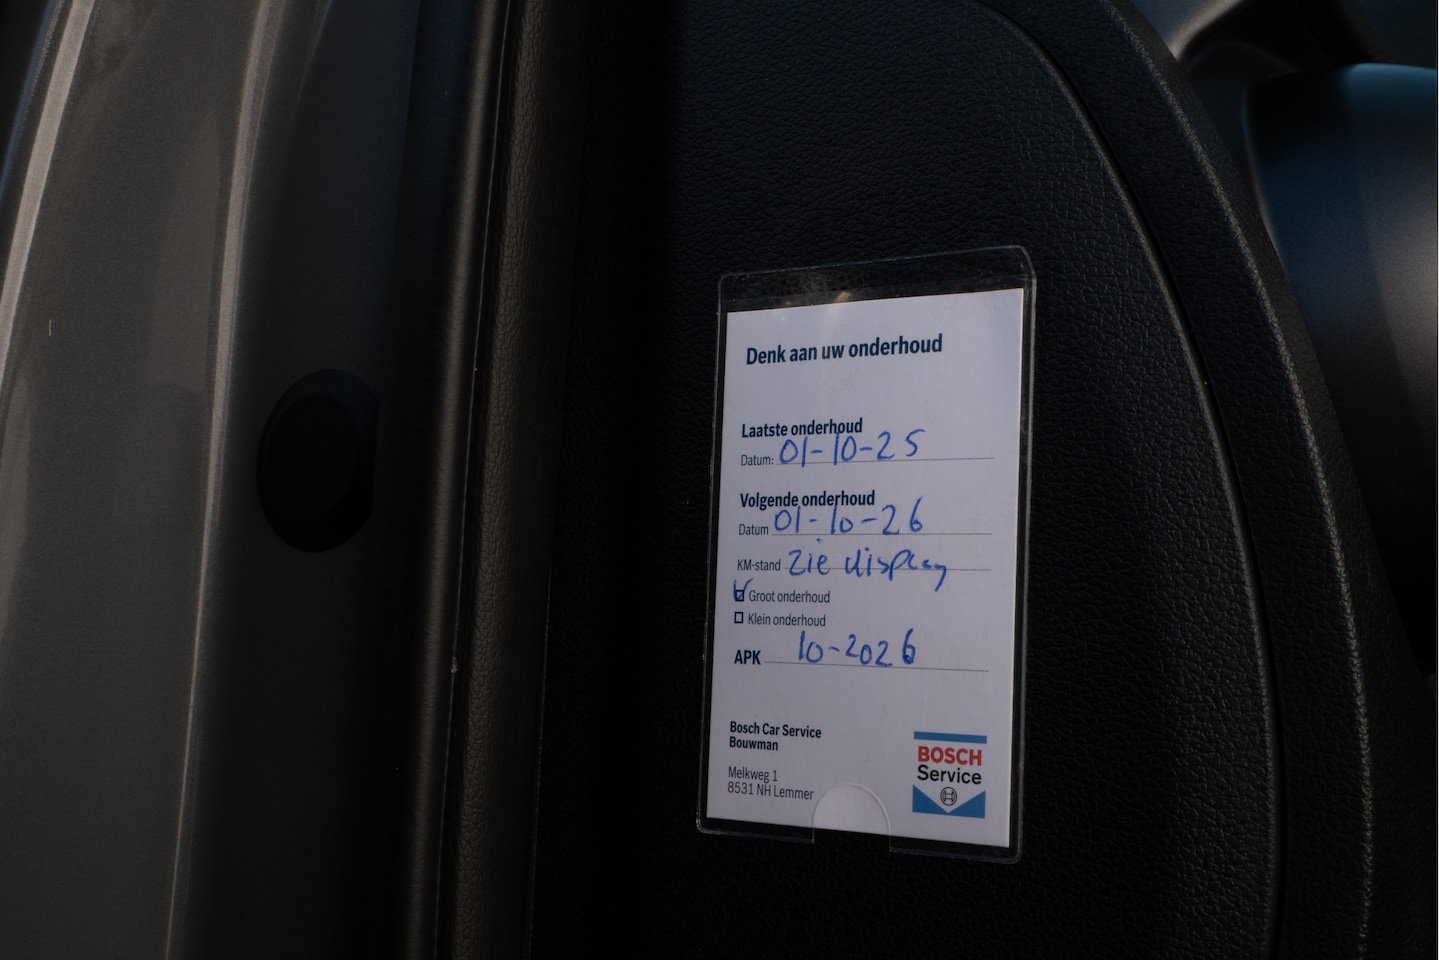 Denk aan uw onderhoud
Laatste onderhoud
Datum: 01-10-25
Volgende onderhoud
Datum 01-10-26
KM-stand zie display
Groot onderhoud
Klein onderhoud
APK 10-2026
Bosch Car Service
Bouwman
Melkweg 1
8531 NH Lemmer
BOSCH
Service